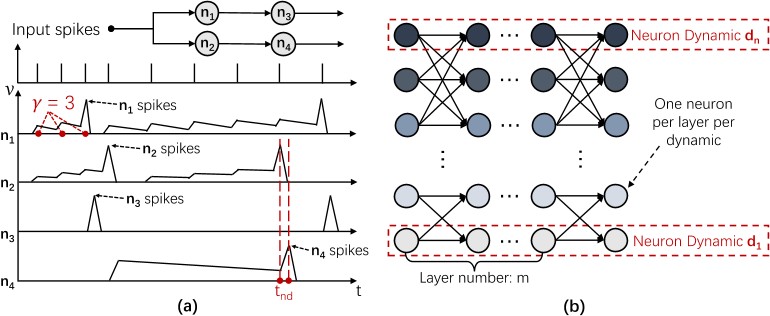 Input spikes
n1
n3
n2
n4
v
γ = 3
n1 spikes
n1
n2 spikes
n2
n3 spikes
n3
n4 spikes
n4
tnd
t
(a)
Neuron Dynamic dn
One neuron
per layer per
dynamic
Neuron Dynamic d1
Layer number: m
(b)